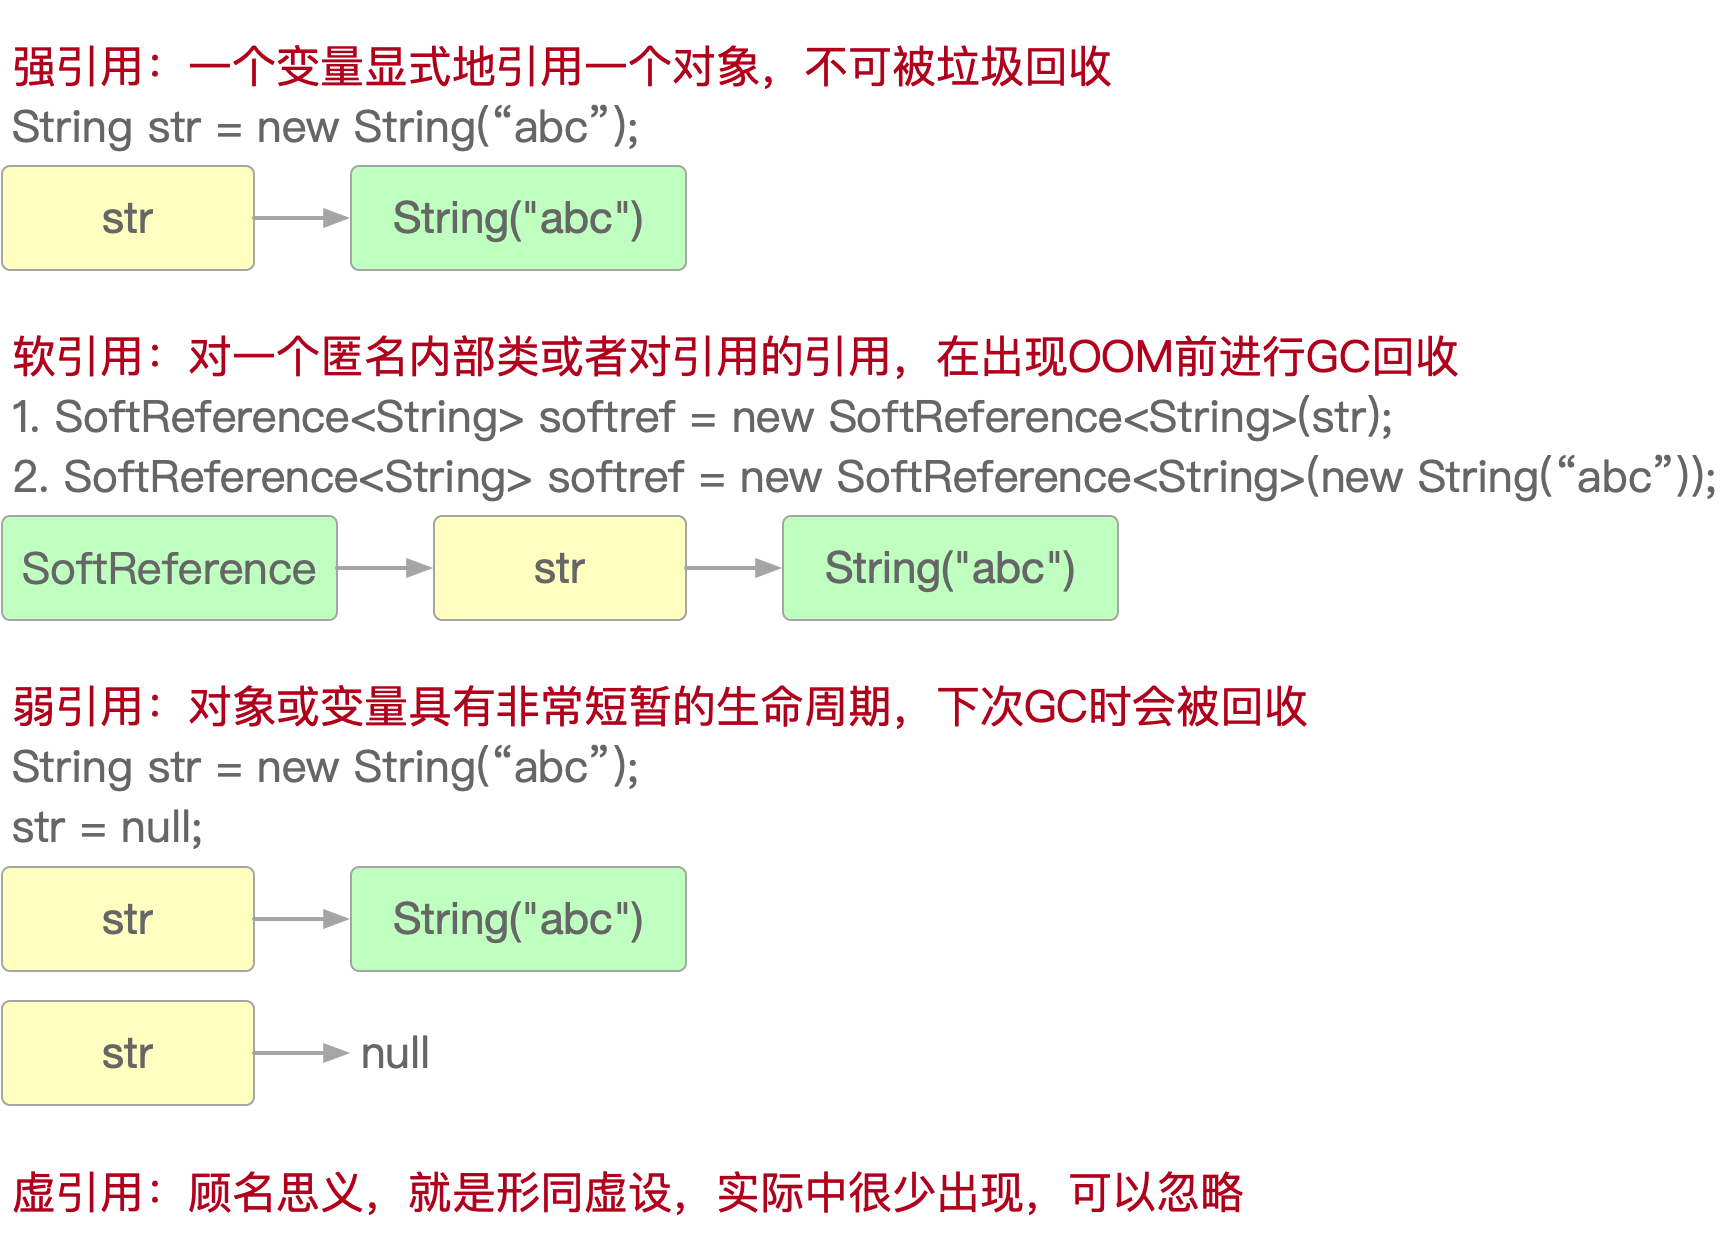 强引用：一个变量显式地引用一个对象，不可被垃圾回收
String str = new String(“abc”);
str String("abc")
软引用：对一个匿名内部类或者对引用的引用，在出现OOM前进行GC回收
1. SoftReference<String> softref = new SoftReference<String>(str);
2. SoftReference<String> softref = new SoftReference<String>(new String(“abc”));
SoftReference str String("abc")
弱引用：对象或变量具有非常短暂的生命周期，下次GC时会被回收
String str = new String(“abc”);
str = null;
str String("abc")
str null
虚引用：顾名思义，就是形同虚设，实际中很少出现，可以忽略